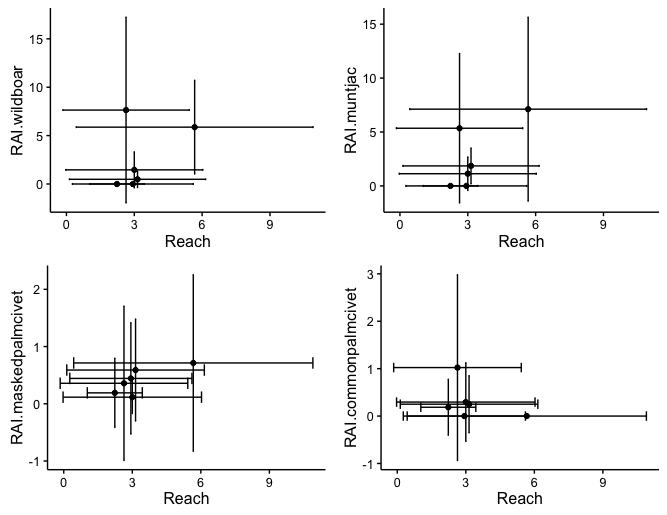 15
10
5
0
RAI.wildboar
0 3 6 9
Reach
15
10
5
0
RAI.muntjac
0 3 6 9
Reach
2
1
0
-1
RAI.maskedpalmcivet
0 3 6 9
Reach
3
2
1
0
-1
RAI.commonpalmcivet
0 3 6 9
Reach